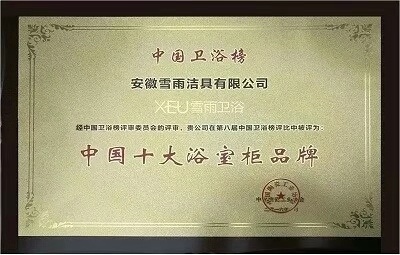 中国卫浴榜
安徽雪雨洁具有限公司
XEU雪雨卫浴
经中国卫浴榜评审委员会的评审，贵公司在第八届中国卫浴榜评比中被评为：
中国十大浴室柜品牌